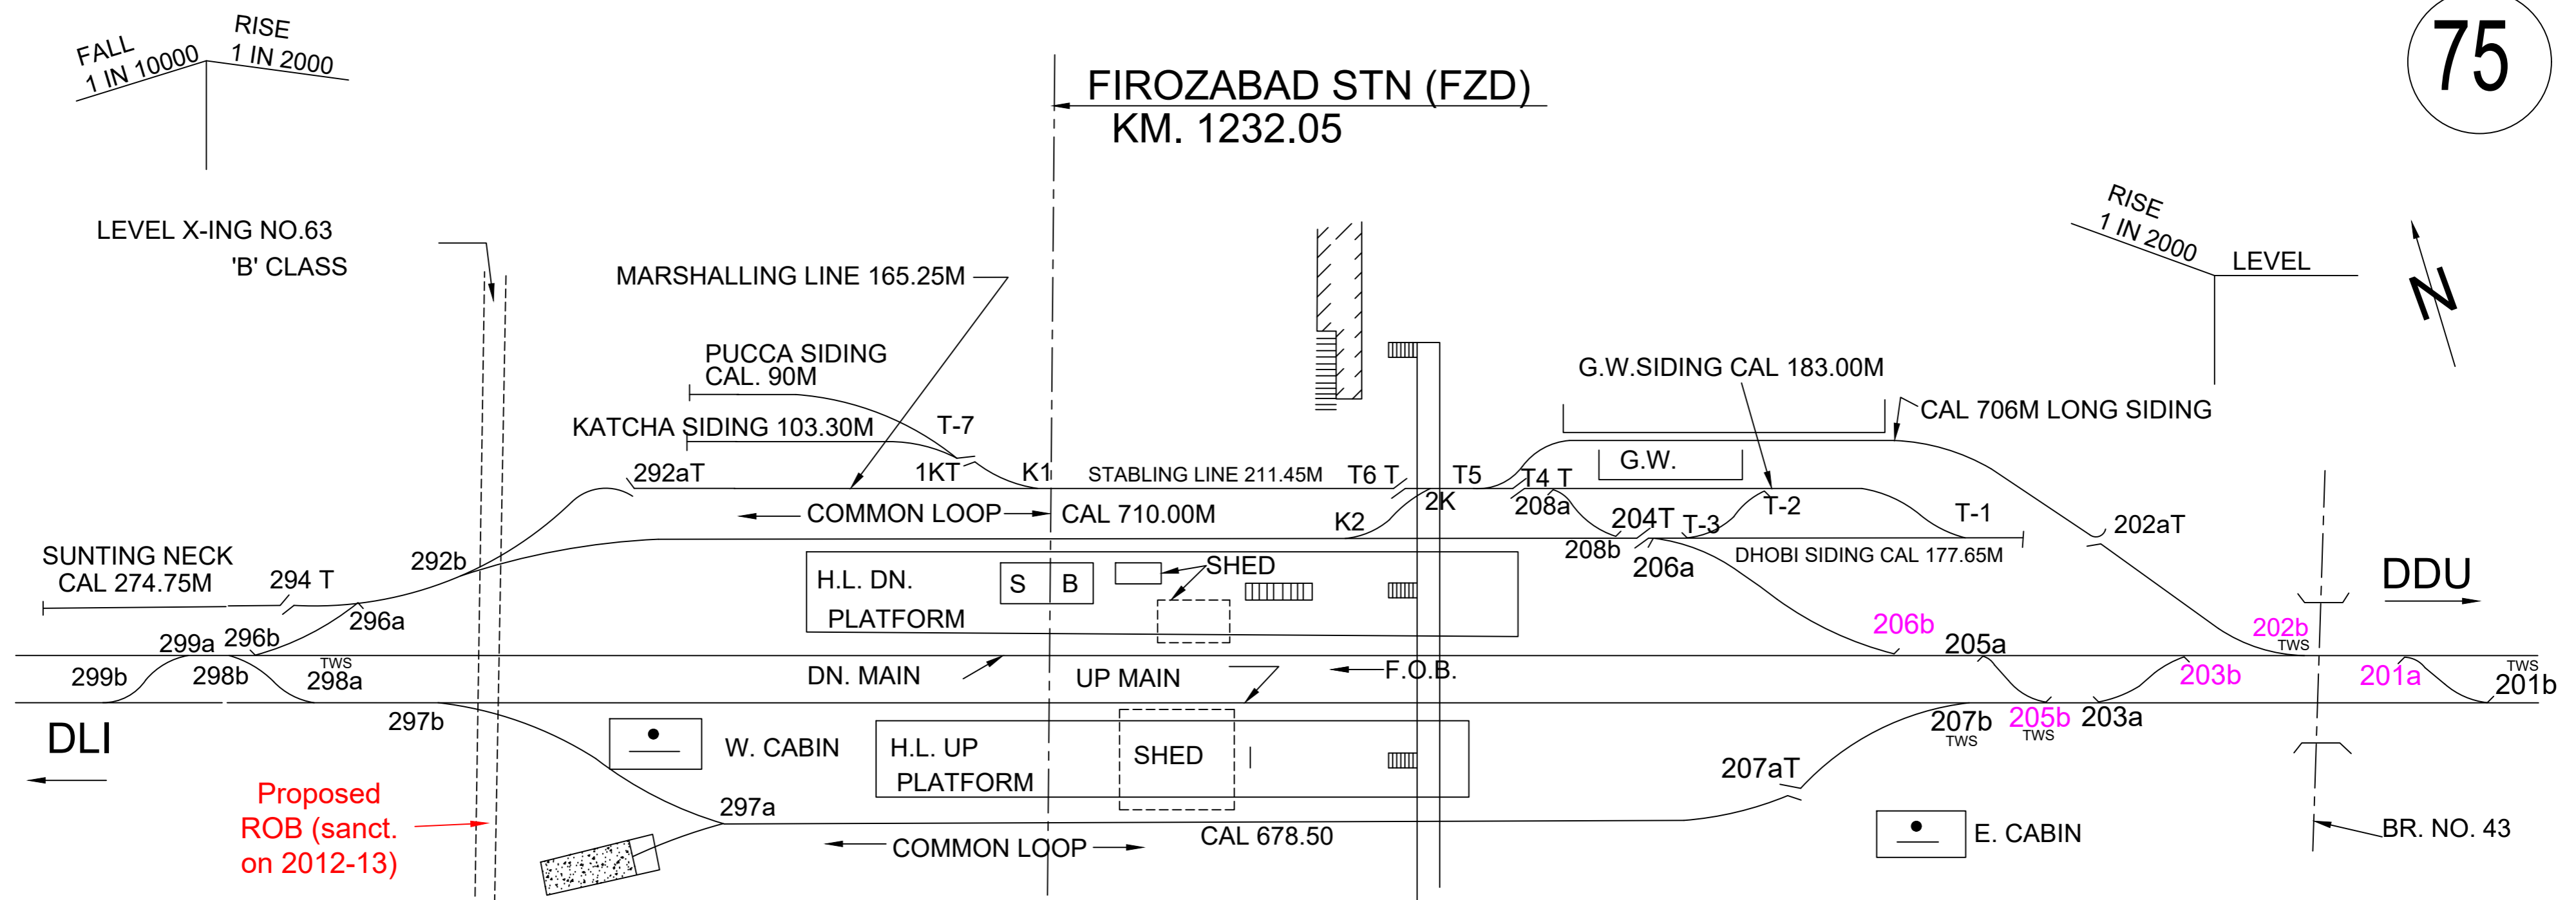 75
FALL
1 IN 10000
RISE
1 IN 2000
FIROZABAD STN (FZD)
KM. 1232.05
LEVEL X-ING NO.63
'B' CLASS
RISE
1 IN 2000
LEVEL
N
MARSHALLING LINE 165.25M
PUCCA SIDING
CAL. 90M
KATCHA SIDING 103.30M
T-7
G.W.SIDING CAL 183.00M
CAL 706M LONG SIDING
G.W.
292aT
1KT
K1
STABLING LINE 211.45M
T6 T
T5
T4 T
2K
208a
T-2
T-1
COMMON LOOP
CAL 710.00M
K2
204T
T-3
202aT
208b
206a
DHOBI SIDING CAL 177.65M
SUNTING NECK
CAL 274.75M
294 T
292b
296a
H.L. DN.
PLATFORM
S B
SHED
DDU
299a
296b
206b
205a
202b
TWS
299b
298b
TWS
298a
DN. MAIN
UP MAIN
F.O.B.
203b
201a
TWS
201b
DLI
297b
W. CABIN
H.L. UP
PLATFORM
SHED
207b
TWS
205b
TWS
203a
207aT
Proposed
ROB (sanct.
on 2012-13)
297a
COMMON LOOP
CAL 678.50
E. CABIN
BR. NO. 43